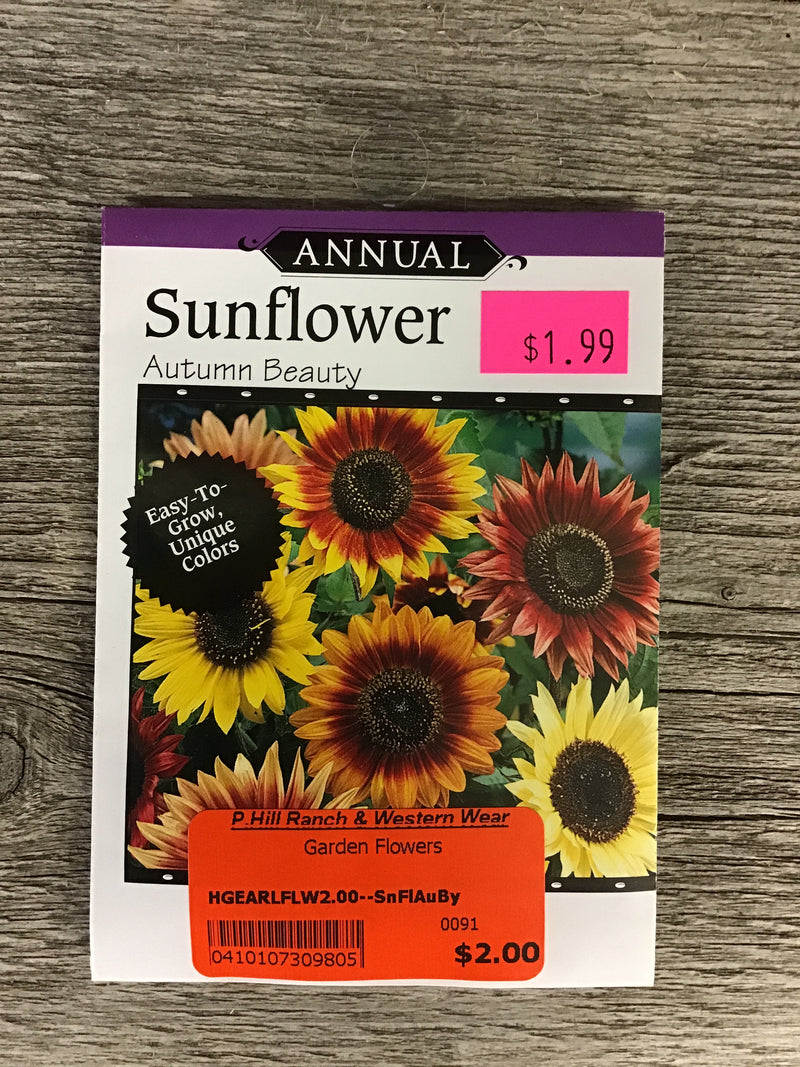 ANNUAL
Sunflower
$1.99
Autumn Beauty
Easy-To-
Grow,
Unique
Colors
P.Hill Ranch & Western Wear
Garden Flowers
HGEARLFLW2.00--SnFlAuBy
0091
0410107309805
$2.00